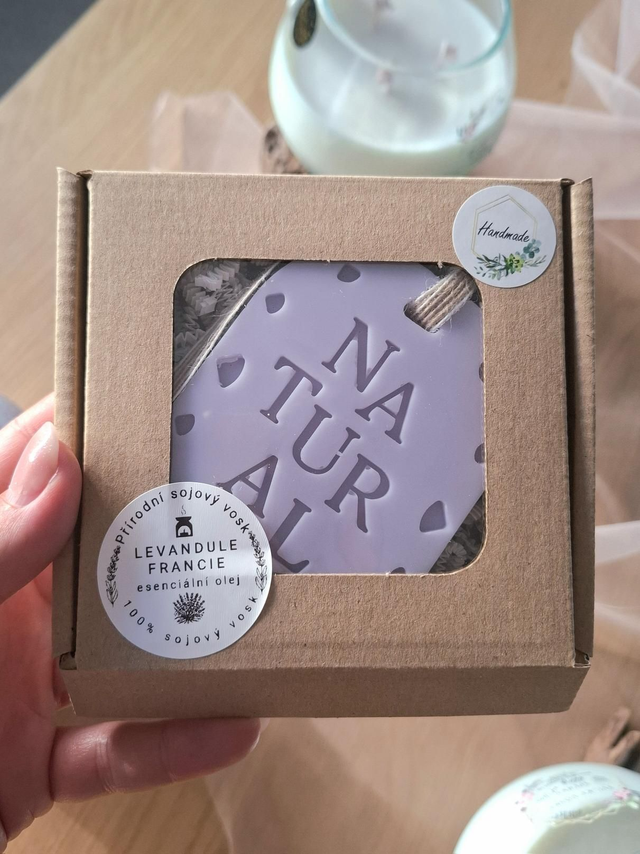 Handmade
NA
TUR
AL
Přírodní sojový vosk
LEVANDULE
FRANCIE
esenciální olej
100% sojový vosk